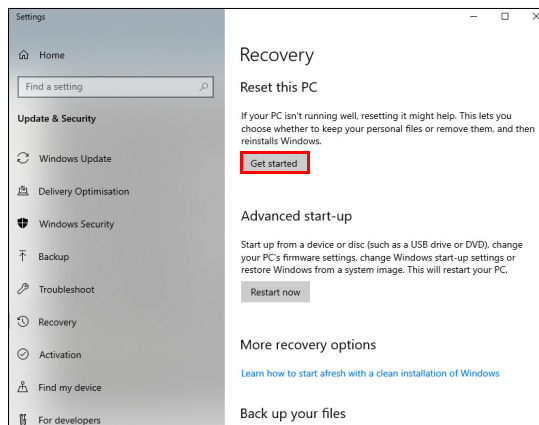 Settings
Home
Find a setting
Update & Security
Windows Update
Delivery Optimisation
Windows Security
Backup
Troubleshoot
Recovery
Activation
Find my device
For developers
Recovery
Reset this PC
If your PC isn't running well, resetting it might help. This lets you
choose whether to keep your personal files or remove them, and then
reinstalls Windows.
Get started
Advanced start-up
Start up from a device or disc (such as a USB drive or DVD), change
your PC's firmware settings, change Windows start-up settings or
restore Windows from a system image. This will restart your PC.
Restart now
More recovery options
Learn how to start afresh with a clean installation of Windows
Back up your files